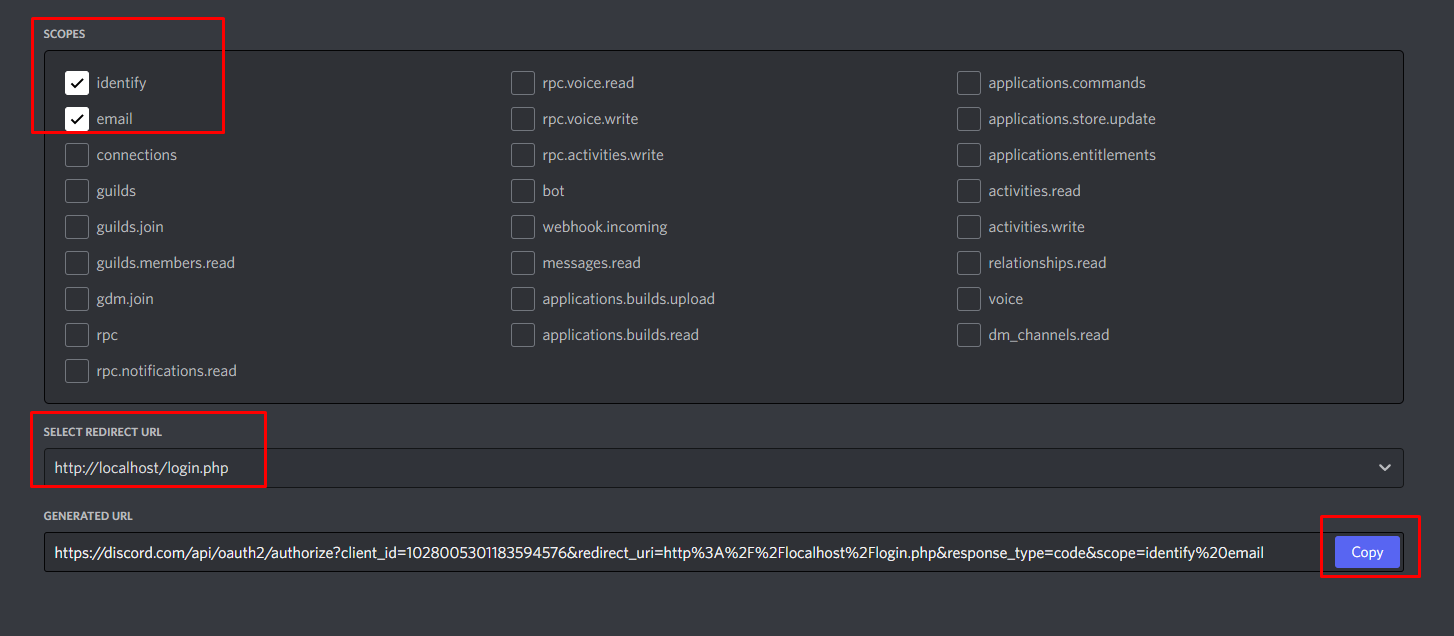 SCOPES
identify
email
connections
guilds
guilds.join
guilds.members.read
gdm.join
rpc
rpc.notifications.read
rpc.voice.read
rpc.voice.write
rpc.activities.write
bot
webhook.incoming
messages.read
applications.builds.upload
applications.builds.read
applications.commands
applications.store.update
applications.entitlements
activities.read
activities.write
relationships.read
voice
dm_channels.read
SELECT REDIRECT URL
http://localhost/login.php
GENERATED URL
https://discord.com/api/oauth2/authorize?client_id=1028005301183594576&redirect_uri=http%3A%2F%2Flocalhost%2Flogin.php&response_type=code&scope=identify%20email
Copy